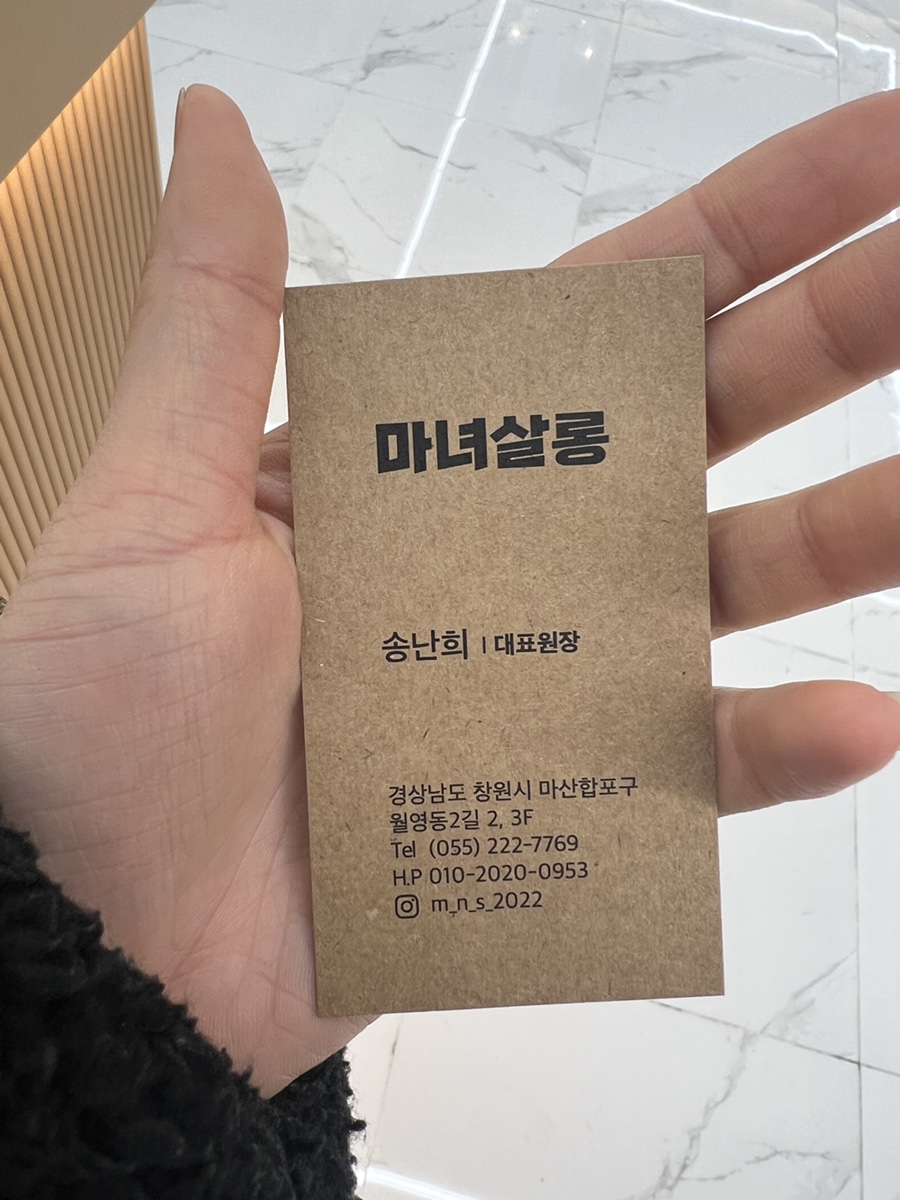 마녀살롱
송난희 | 대표원장
경상남도 창원시 마산합포구
월영동2길 2, 3F
Tel (055) 222-7769
H.P 010-2020-0953
m_n_s_2022